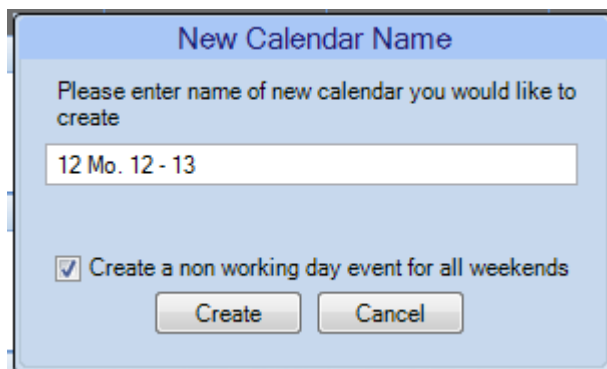 New Calendar Name
Please enter name of new calendar you would like to
create
12 Mo. 12 - 13
Create a non working day event for all weekends
Create
Cancel